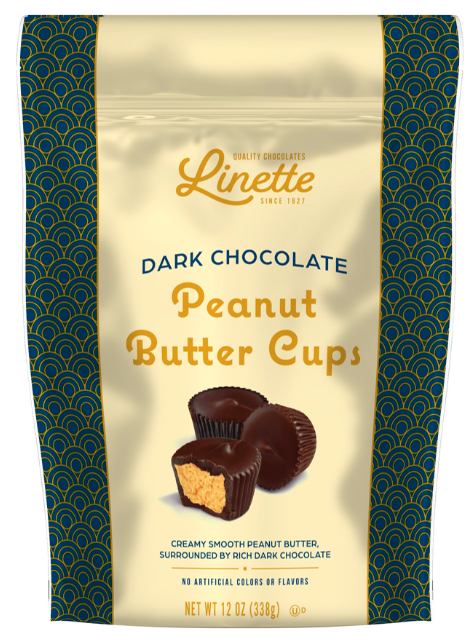 QUALITY CHOCOLATES
Linette
SINCE 1927
DARK CHOCOLATE
Peanut
Butter Cups
CREAMY SMOOTH PEANUT BUTTER,
SURROUNDED BY RICH DARK CHOCOLATE
NO ARTIFICIAL COLORS OR FLAVORS
NET WT 12 OZ (338g) U D